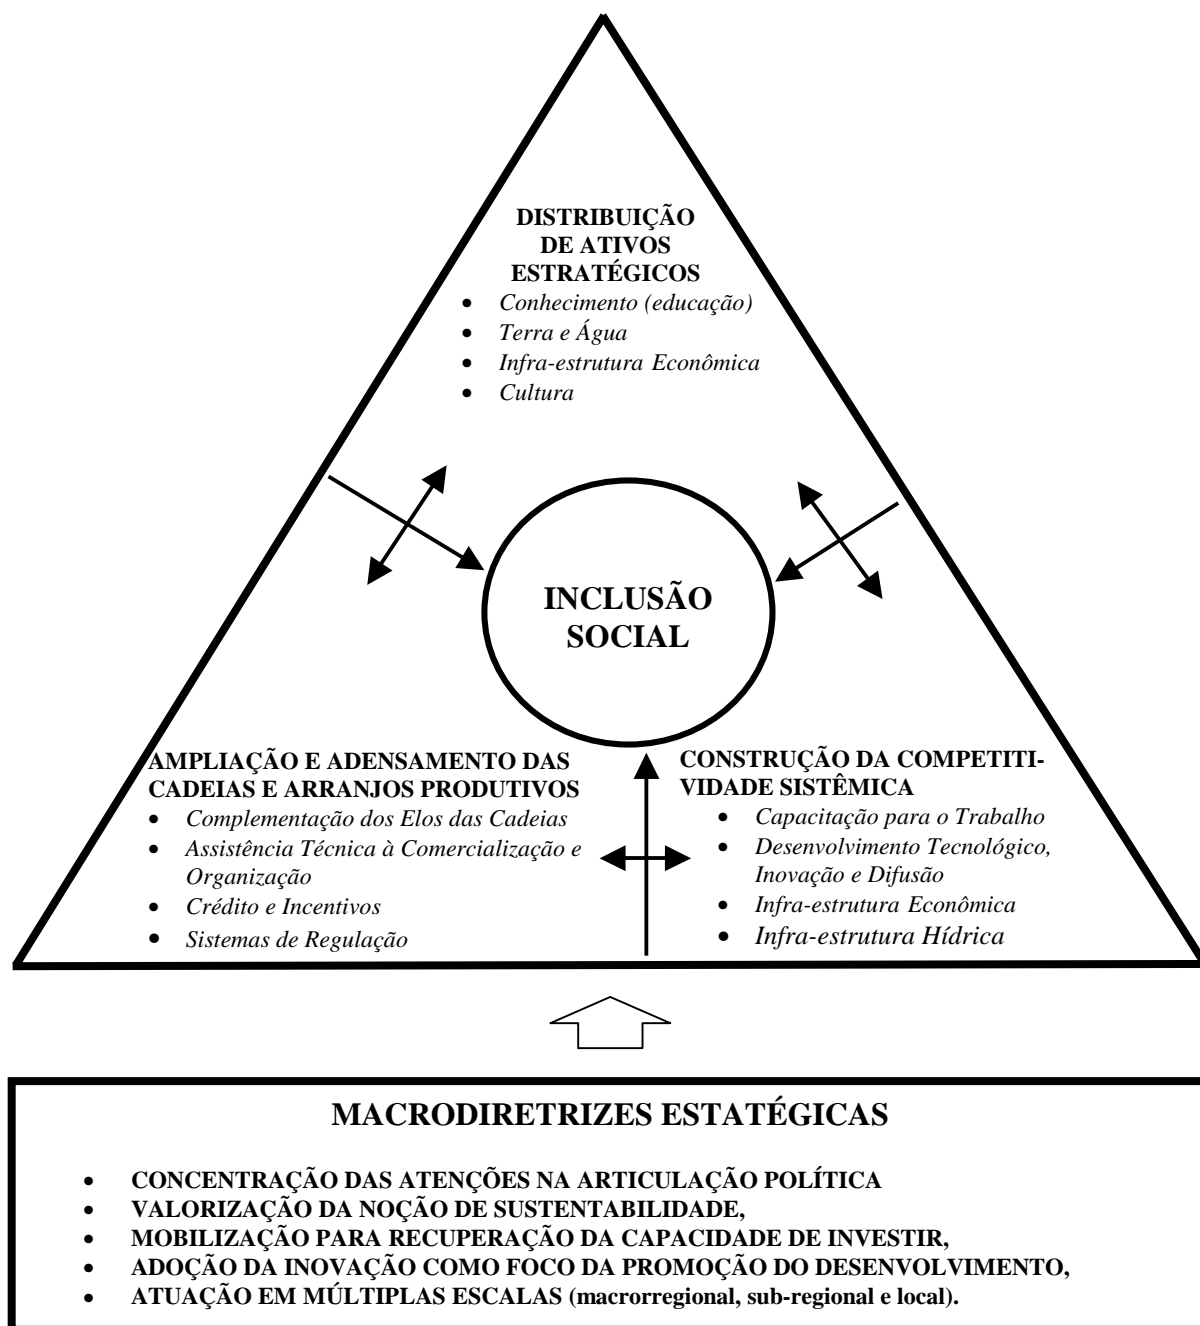 DISTRIBUIÇÃO
DE ATIVOS
ESTRATÉGICOS
• Conhecimento (educação)
• Terra e Água
• Infra-estrutura Econômica
• Cultura
INCLUSÃO
SOCIAL
AMPLIAÇÃO E ADENSAMENTO DAS
CADEIAS E ARRANJOS PRODUTIVOS
• Complementação dos Elos das Cadeias
• Assistência Técnica à Comercialização e
Organização
• Crédito e Incentivos
• Sistemas de Regulação
CONSTRUÇÃO DA COMPETITI-
VIDADE SISTÊMICA
• Capacitação para o Trabalho
• Desenvolvimento Tecnológico,
Inovação e Difusão
• Infra-estrutura Econômica
• Infra-estrutura Hídrica
MACRODIRETRIZES ESTATÉGICAS
• CONCENTRAÇÃO DAS ATENÇÕES NA ARTICULAÇÃO POLÍTICA
• VALORIZAÇÃO DA NOÇÃO DE SUSTENTABILIDADE,
• MOBILIZAÇÃO PARA RECUPERAÇÃO DA CAPACIDADE DE INVESTIR,
• ADOÇÃO DA INOVAÇÃO COMO FOCO DA PROMOÇÃO DO DESENVOLVIMENTO,
• ATUAÇÃO EM MÚLTIPLAS ESCALAS (macrorregional, sub-regional e local).